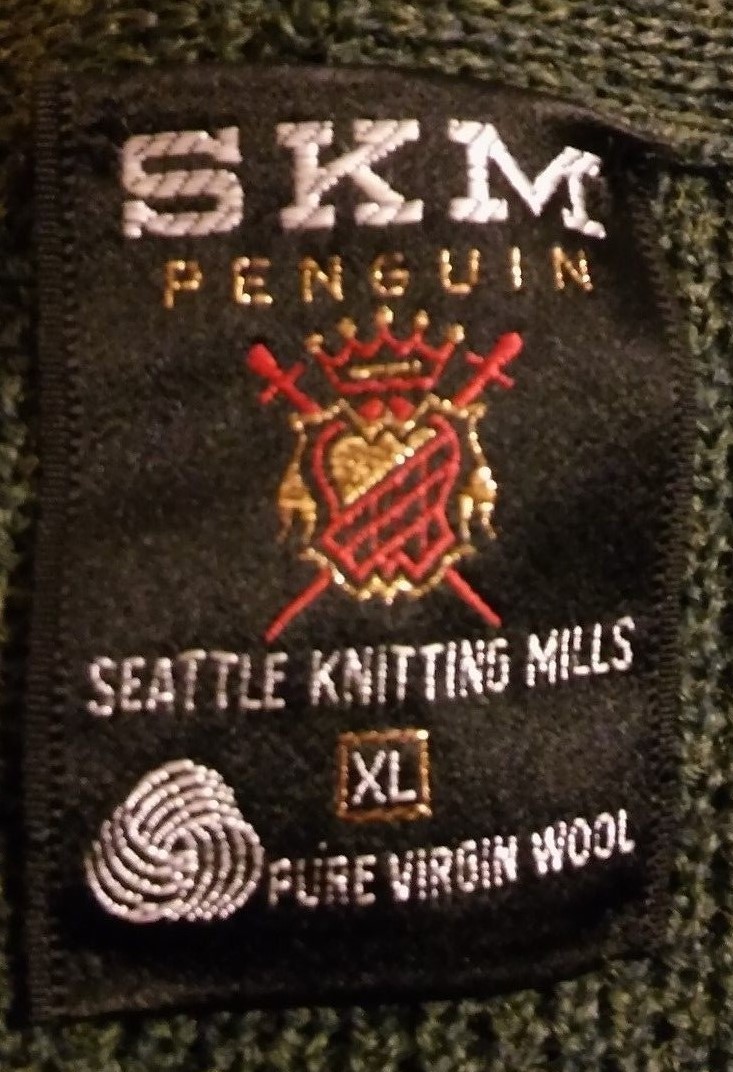 SKM
PENGUIN
SEATTLE KNITTING MILLS
XL
PURE VIRGIN WOOL